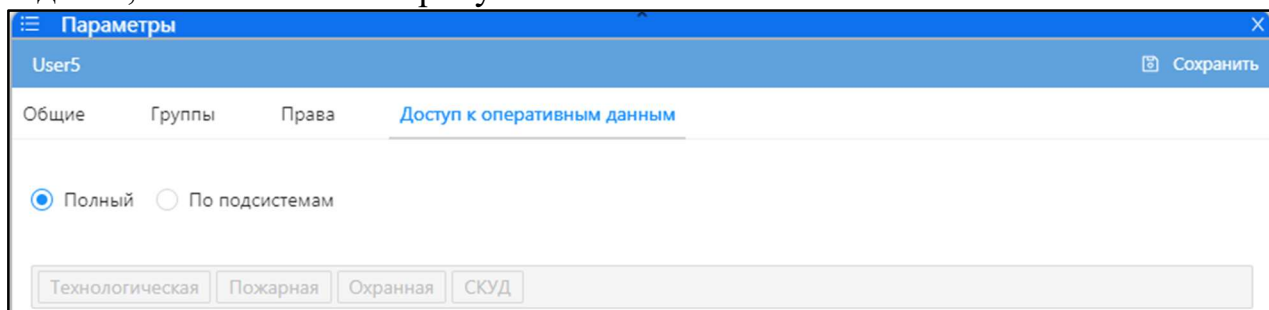 Параметры
User5 Сохранить
Общие Группы Права Доступ к оперативным данным
Полный По подсистемам
Технологическая Пожарная Охранная СКУД